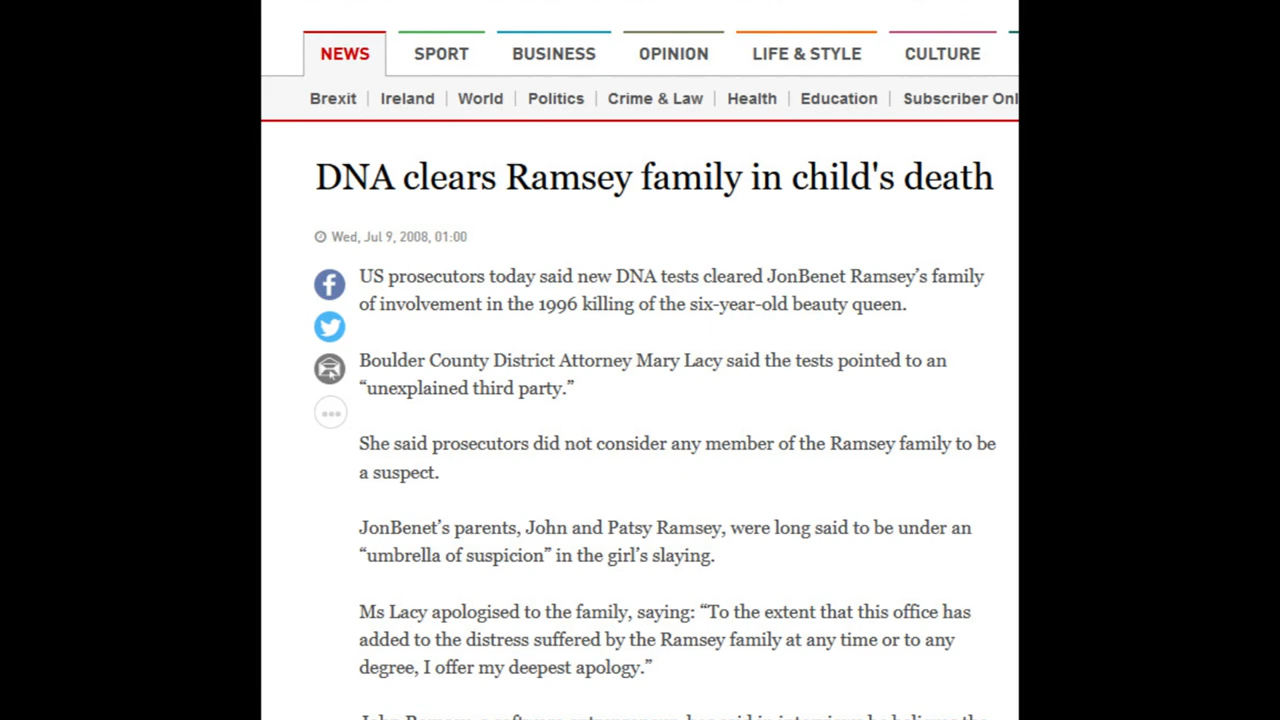 NEWS SPORT BUSINESS OPINION LIFE & STYLE CULTURE
Brexit Ireland World Politics Crime & Law Health Education Subscriber Onl
DNA clears Ramsey family in child's death
Wed, Jul 9, 2008, 01:00
US prosecutors today said new DNA tests cleared JonBenet Ramsey’s family
of involvement in the 1996 killing of the six-year-old beauty queen.
Boulder County District Attorney Mary Lacy said the tests pointed to an
“unexplained third party.”
She said prosecutors did not consider any member of the Ramsey family to be
a suspect.
JonBenet’s parents, John and Patsy Ramsey, were long said to be under an
“umbrella of suspicion” in the girl’s slaying.
Ms Lacy apologised to the family, saying: “To the extent that this office has
added to the distress suffered by the Ramsey family at any time or to any
degree, I offer my deepest apology.”